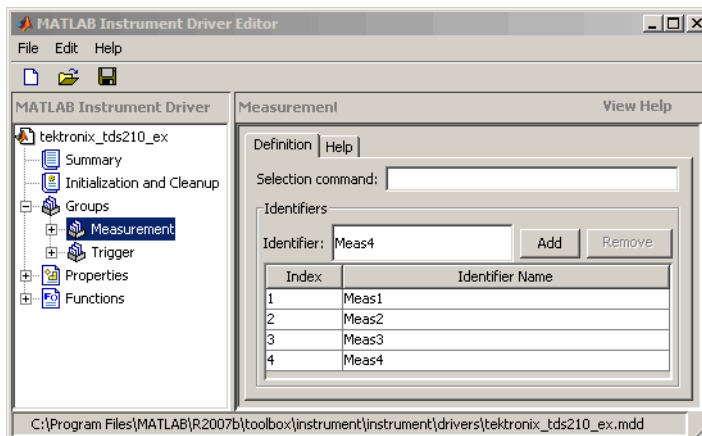 MATLAB Instrument Driver Editor
File Edit Help
MATLAB Instrument Driver
Measurement
View Help
tektronix_tds210_ex
Summary
Initialization and Cleanup
Groups
Measurement
Trigger
Properties
Functions
Definition Help
Selection command:
Identifiers
Identifier: Meas4 Add Remove
Index Identifier Name
1 Meas1
2 Meas2
3 Meas3
4 Meas4
C:\Program Files\MATLAB\R2007b\toolbox\instrument\instrument\drivers\tektronix_tds210_ex.mdd